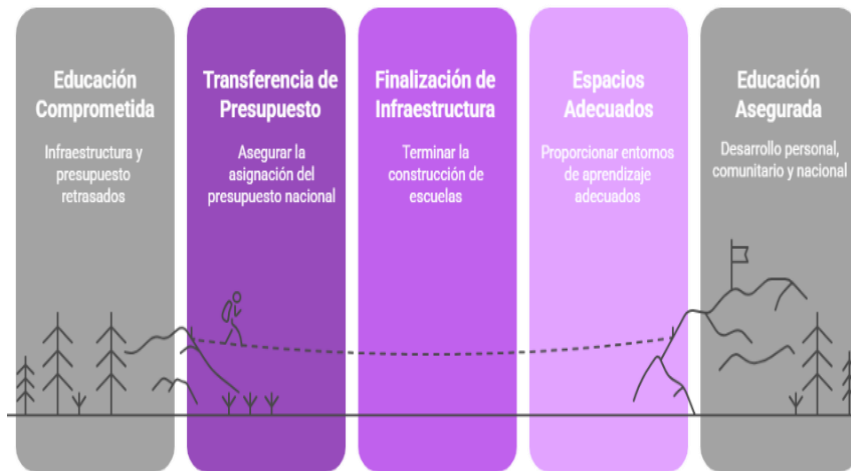 Educación
Comprometida
Infraestructura y
presupuesto
retrasados
Transferencia de
Presupuesto
Asegurar la
asignación del
presupuesto nacional
Finalización de
Infraestructura
Terminar la
construcción de
escuelas
Espacios
Adecuados
Proporcionar entornos
de aprendizaje
adecuados
Educación
Asegurada
Desarrollo personal,
comunitario y nacional